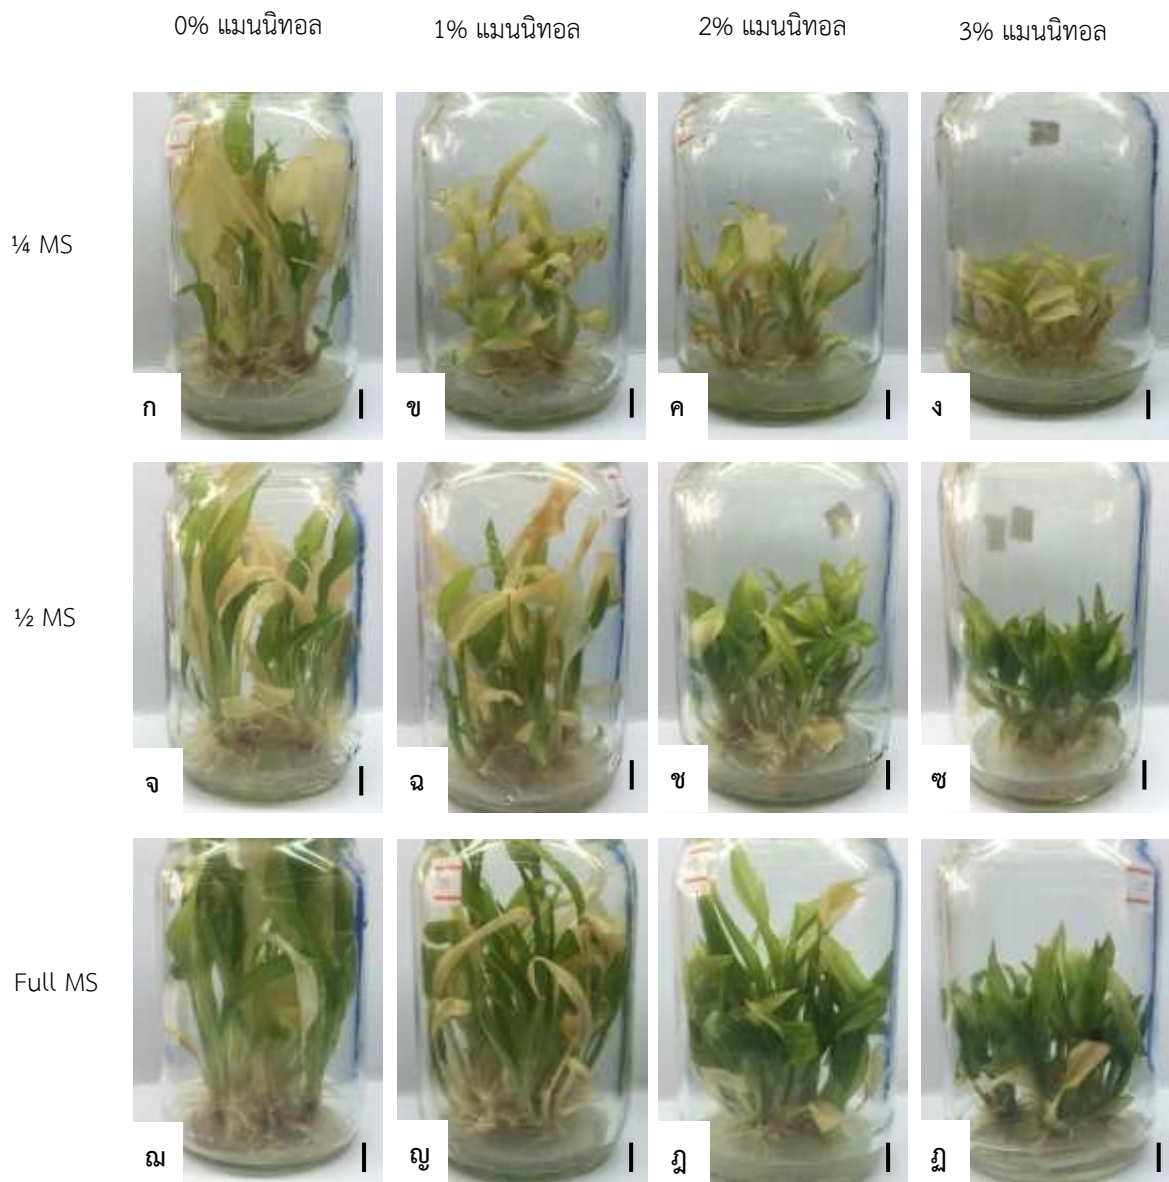 0% แมนนิทอล 1% แมนนิทอล 2% แมนนิทอล 3% แมนนิทอล
¼ MS
ก ข ค ง
½ MS
จ ฉ ช ซ
Full MS
ฌ ญ ฎ ฏ